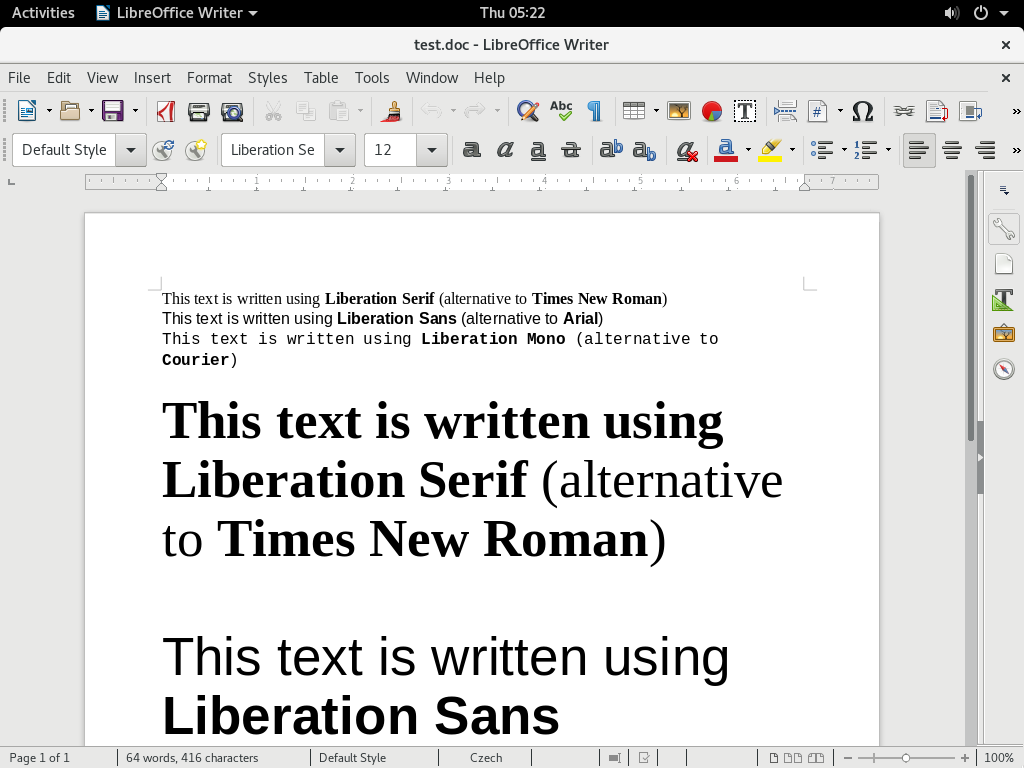 Activities LibreOffice Writer Thu 05:22
test.doc - LibreOffice Writer
File Edit View Insert Format Styles Table Tools Window Help
Abc
Default Style Liberation Se 12
1 2 3 4 5 6 7
This text is written using Liberation Serif (alternative to Times New Roman)
This text is written using Liberation Sans (alternative to Arial)
This text is written using Liberation Mono (alternative to
Courier)
This text is written using
Liberation Serif (alternative
to Times New Roman)
This text is written using
Liberation Sans
Page 1 of 1 64 words, 416 characters Default Style Czech 100%